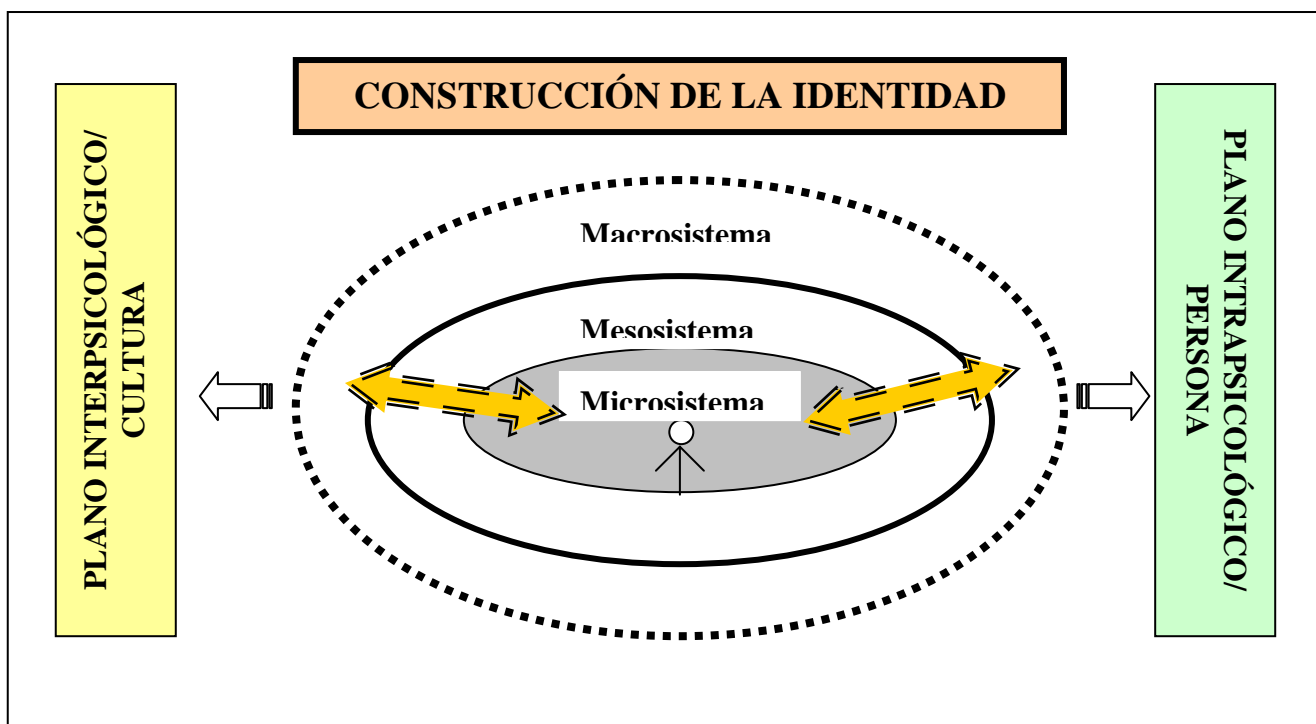 CONSTRUCCIÓN DE LA IDENTIDAD
PLANO INTERPSICOLÓGICO/
CULTURA
Macrosistema
Mesosistema
Microsistema
PLANO INTRAPSICOLÓGICO/
PERSONA